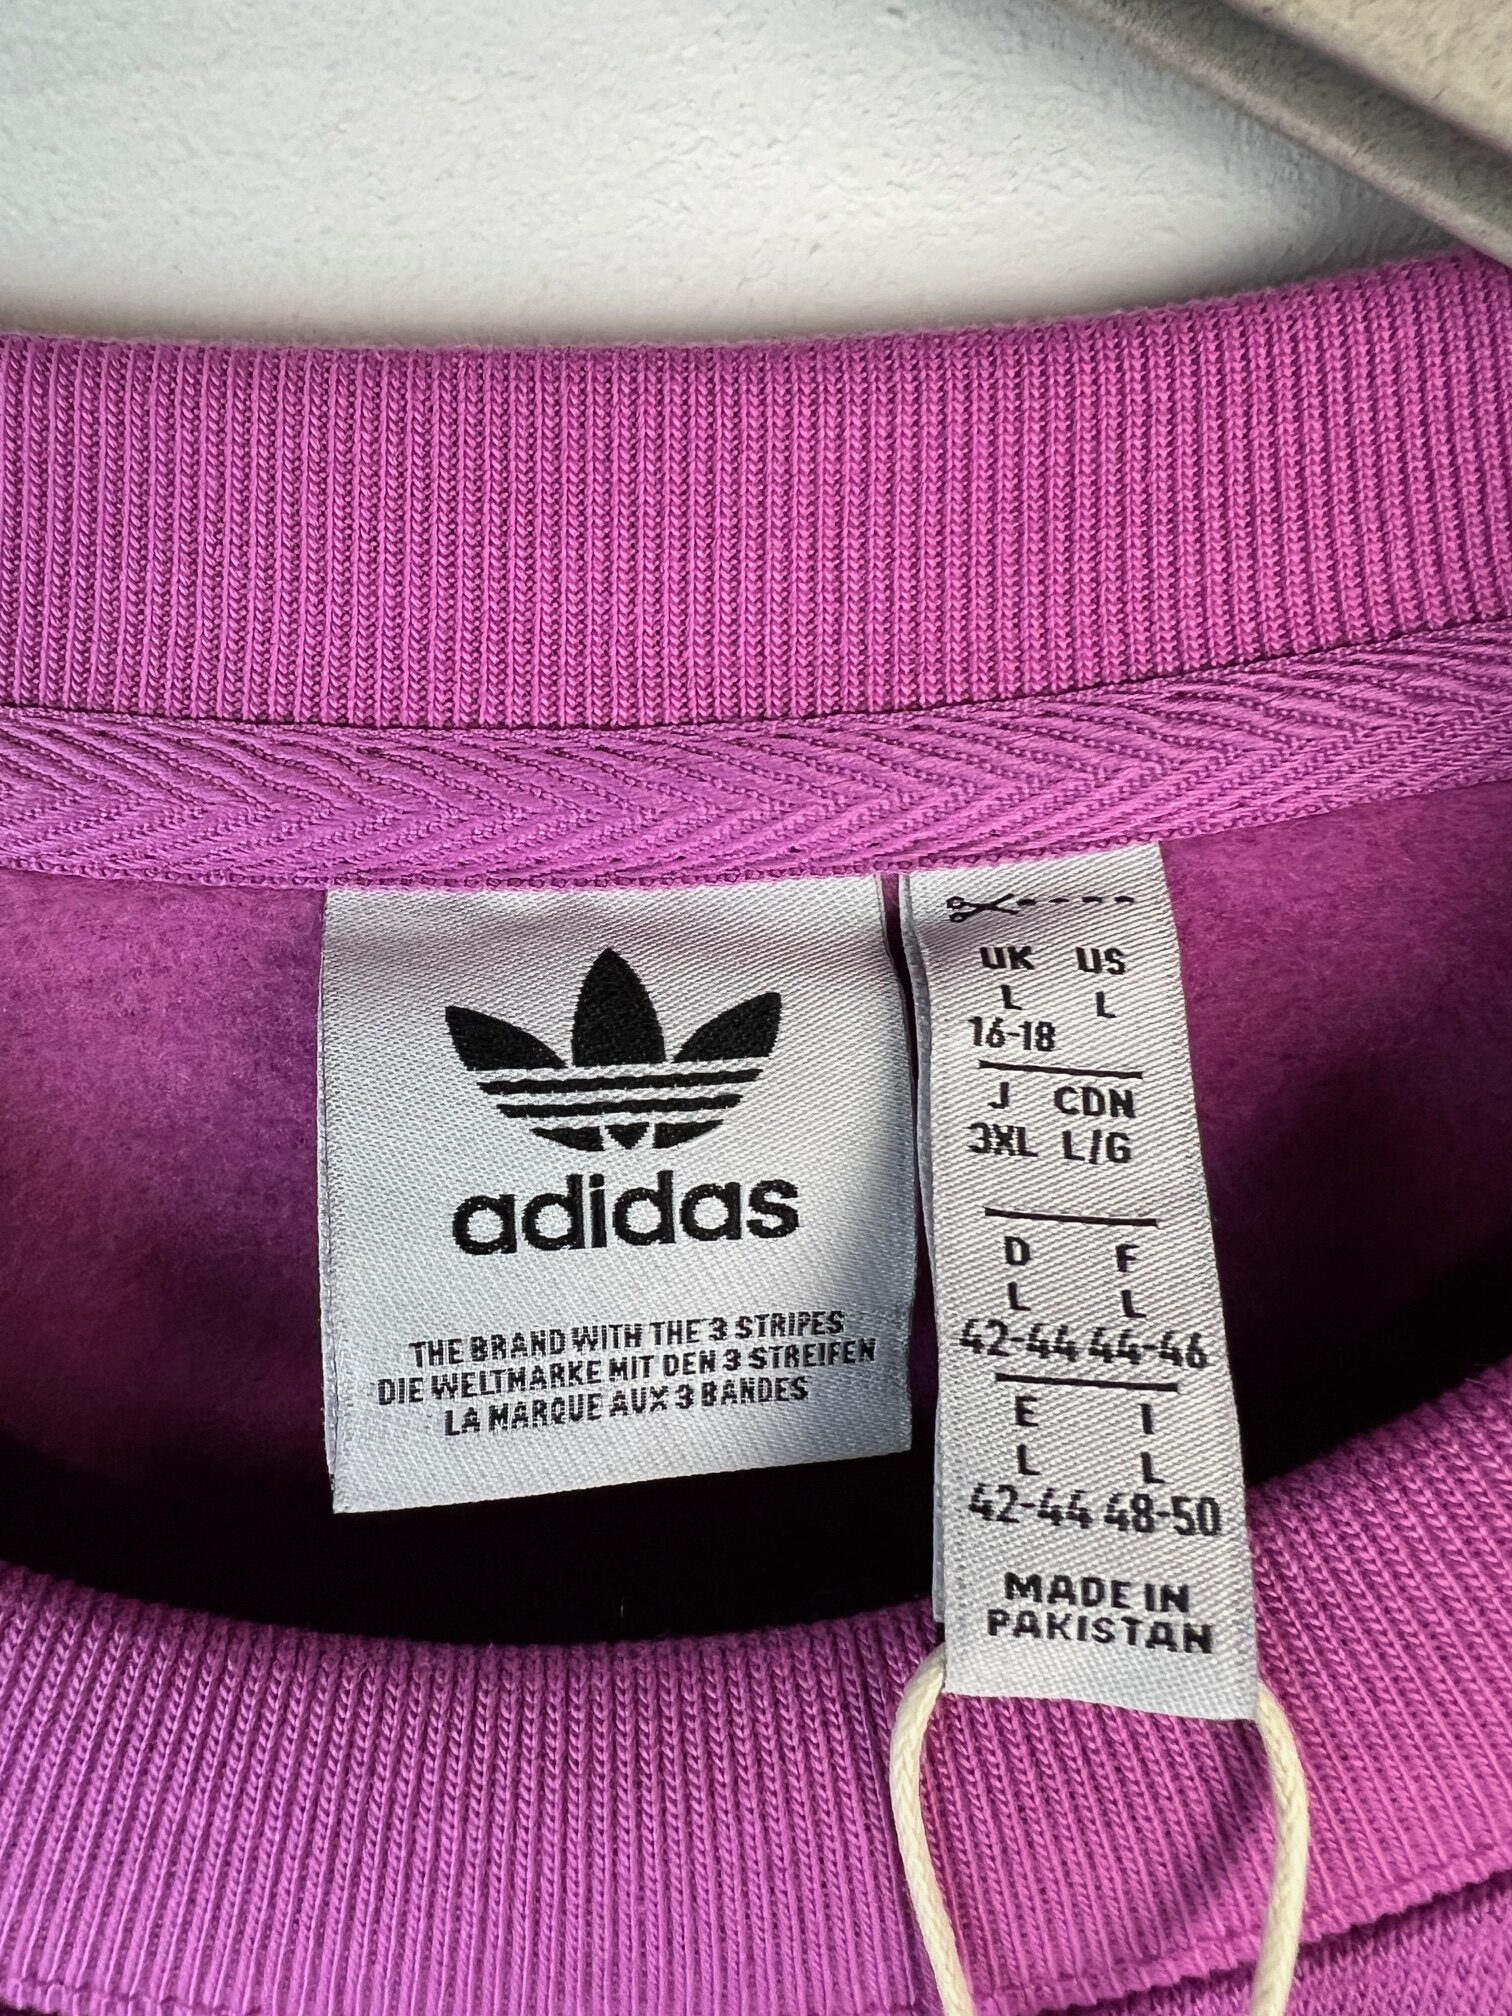 adidas
THE BRAND WITH THE 3 STRIPES
DIE WELTMARKE MIT DEN 3 STREIFEN
LA MARQUE AUX 3 BANDES
UK US
L L
16-18
J CDN
3XL L/G
D F
L L
42-44 44-46
E I
L L
42-44 48-50
MADE IN
PAKISTAN